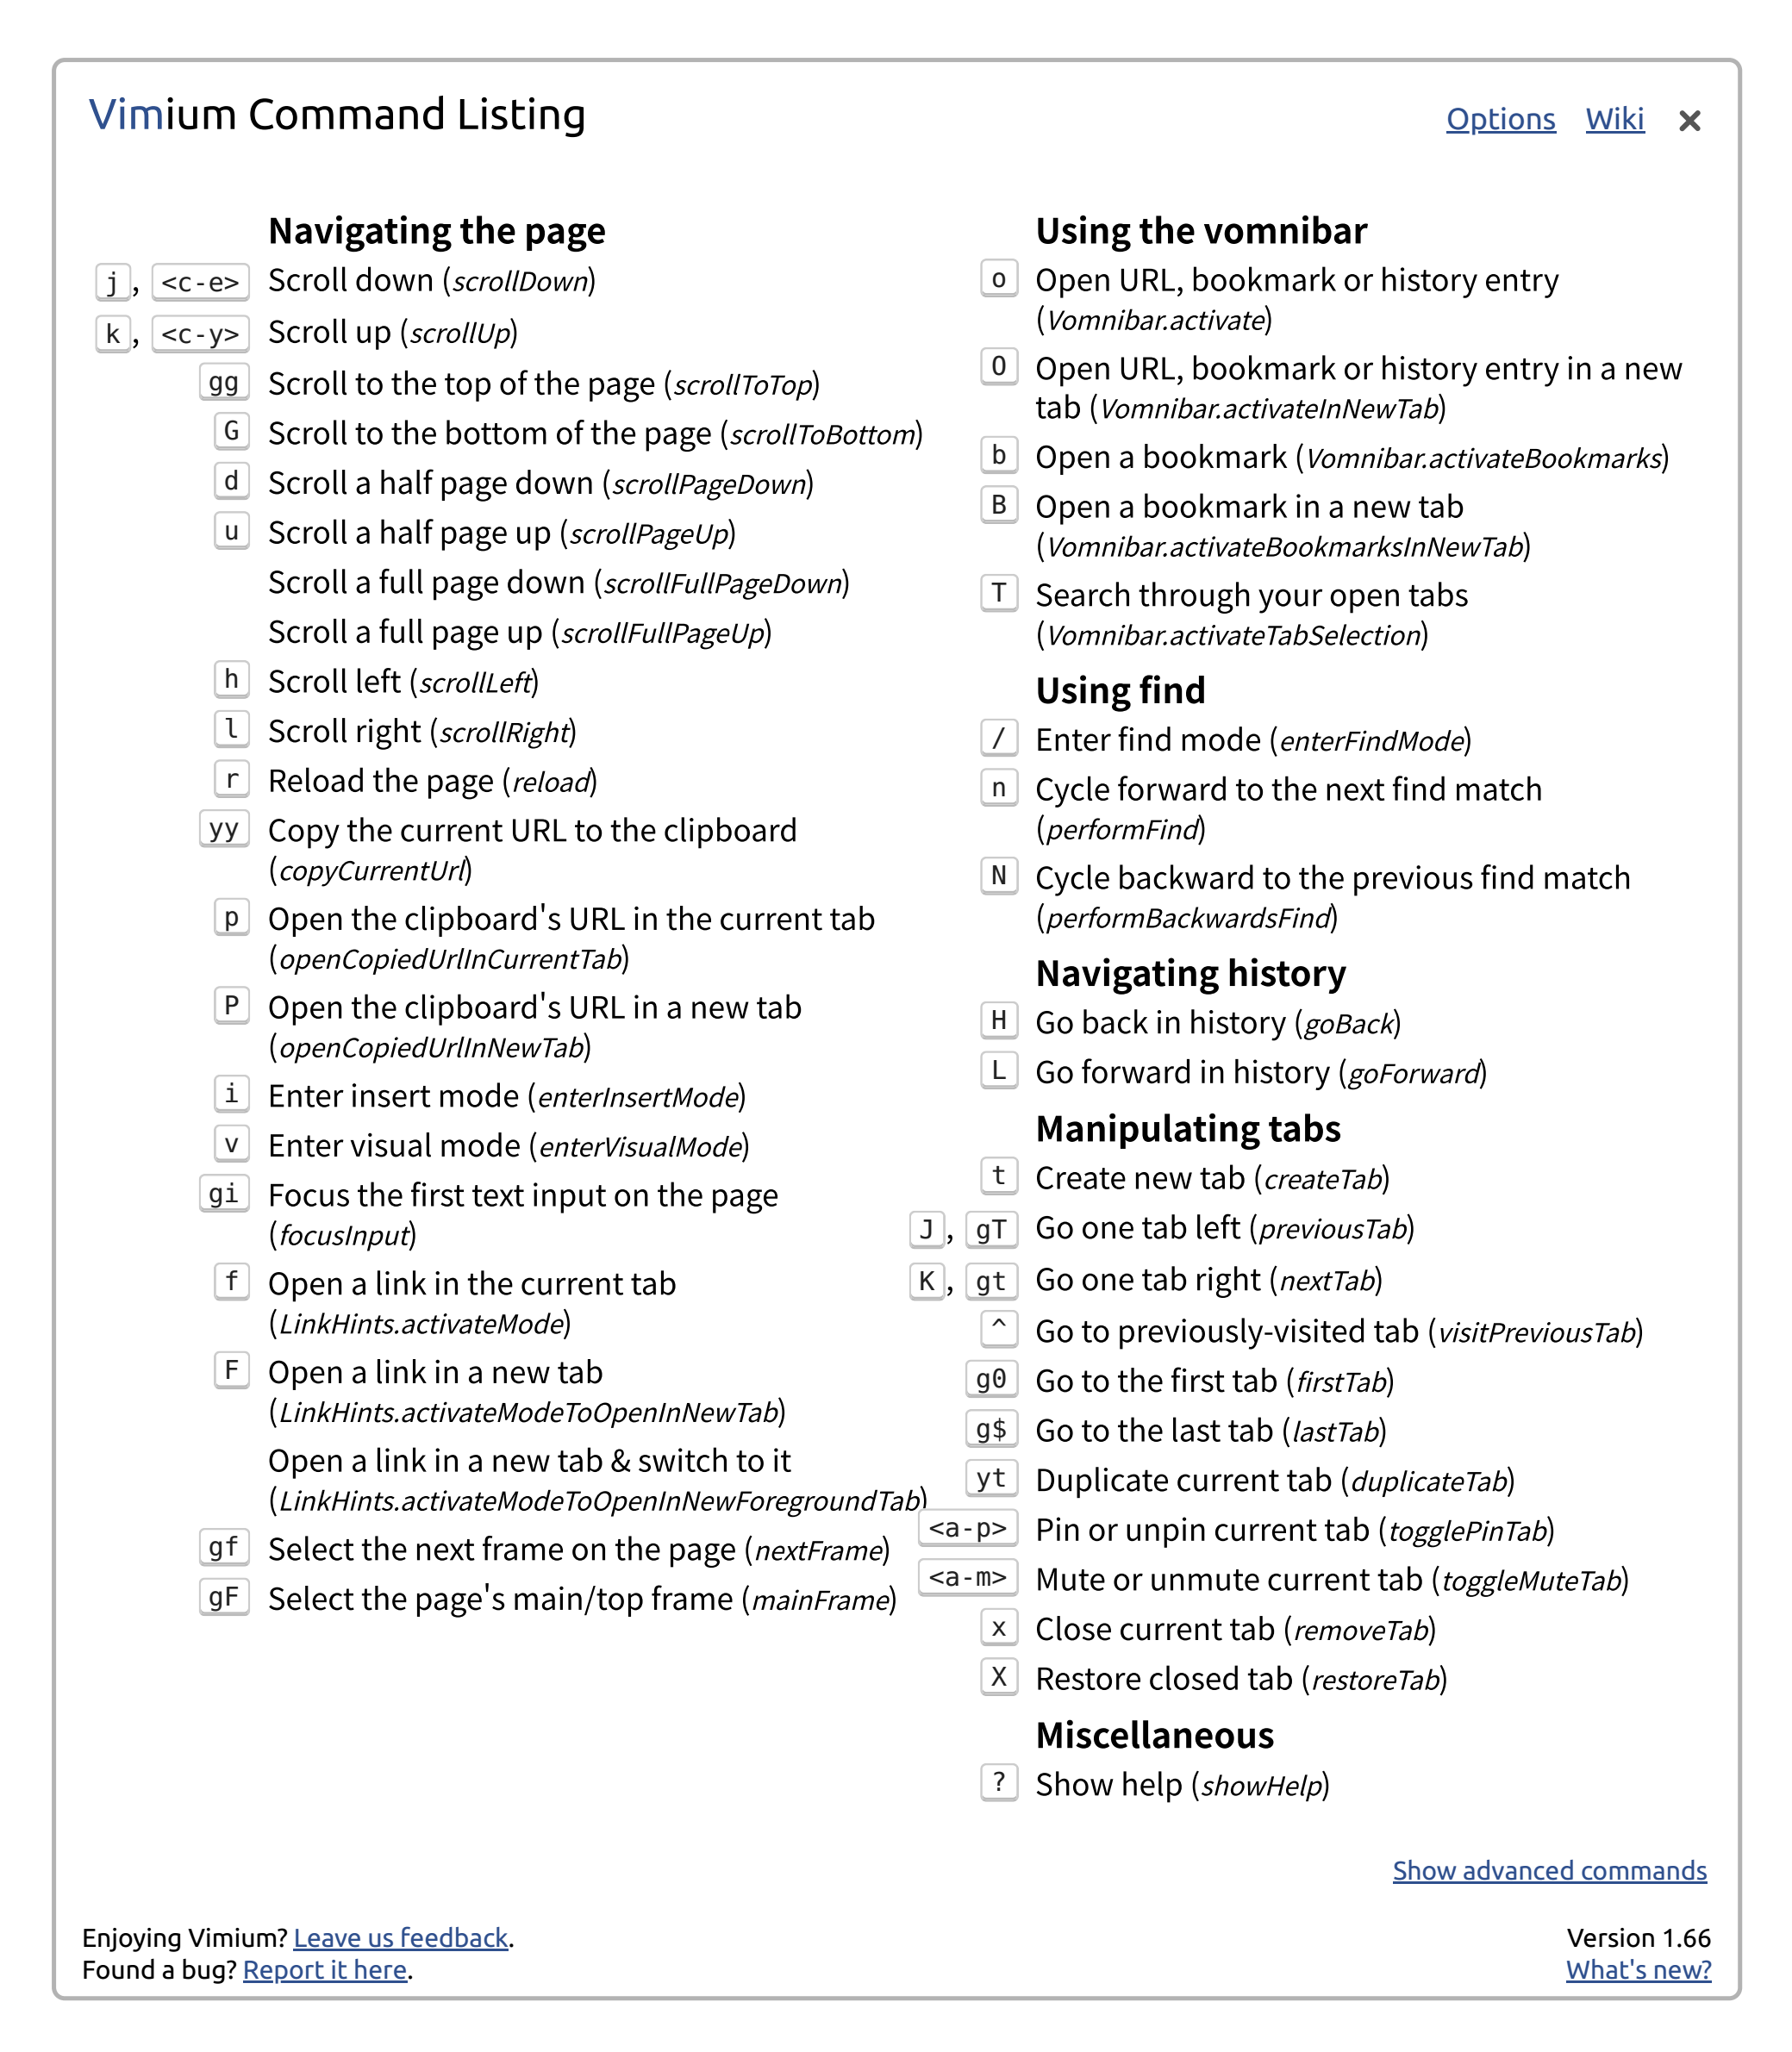 Vimium Command Listing
Options Wiki ×
Navigating the page
j, <c-e> Scroll down (scrollDown)
k, <c-y> Scroll up (scrollUp)
gg Scroll to the top of the page (scrollToTop)
G Scroll to the bottom of the page (scrollToBottom)
d Scroll a half page down (scrollPageDown)
u Scroll a half page up (scrollPageUp)
Scroll a full page down (scrollFullPageDown)
Scroll a full page up (scrollFullPageUp)
h Scroll left (scrollLeft)
l Scroll right (scrollRight)
r Reload the page (reload)
yy Copy the current URL to the clipboard
(copyCurrentUrl)
p Open the clipboard's URL in the current tab
(openCopiedUrlInCurrentTab)
P Open the clipboard's URL in a new tab
(openCopiedUrlInNewTab)
i Enter insert mode (enterInsertMode)
v Enter visual mode (enterVisualMode)
gi Focus the first text input on the page
(focusInput)
f Open a link in the current tab
(LinkHints.activateMode)
F Open a link in a new tab
(LinkHints.activateModeToOpenInNewTab)
Open a link in a new tab & switch to it
(LinkHints.activateModeToOpenInNewForegroundTab)
gf Select the next frame on the page (nextFrame)
gF Select the page's main/top frame (mainFrame)
Using the vomnibar
o Open URL, bookmark or history entry
(Vomnibar.activate)
O Open URL, bookmark or history entry in a new
tab (Vomnibar.activateInNewTab)
b Open a bookmark (Vomnibar.activateBookmarks)
B Open a bookmark in a new tab
(Vomnibar.activateBookmarksInNewTab)
T Search through your open tabs
(Vomnibar.activateTabSelection)
Using find
/ Enter find mode (enterFindMode)
n Cycle forward to the next find match
(performFind)
N Cycle backward to the previous find match
(performBackwardsFind)
Navigating history
H Go back in history (goBack)
L Go forward in history (goForward)
Manipulating tabs
t Create new tab (createTab)
J, gT Go one tab left (previousTab)
K, gt Go one tab right (nextTab)
^ Go to previously-visited tab (visitPreviousTab)
g0 Go to the first tab (firstTab)
g$ Go to the last tab (lastTab)
yt Duplicate current tab (duplicateTab)
<a-p> Pin or unpin current tab (togglePinTab)
<a-m> Mute or unmute current tab (toggleMuteTab)
x Close current tab (removeTab)
X Restore closed tab (restoreTab)
Miscellaneous
? Show help (showHelp)
Show advanced commands
Enjoying Vimium? Leave us feedback.
Found a bug? Report it here.
Version 1.66
What's new?